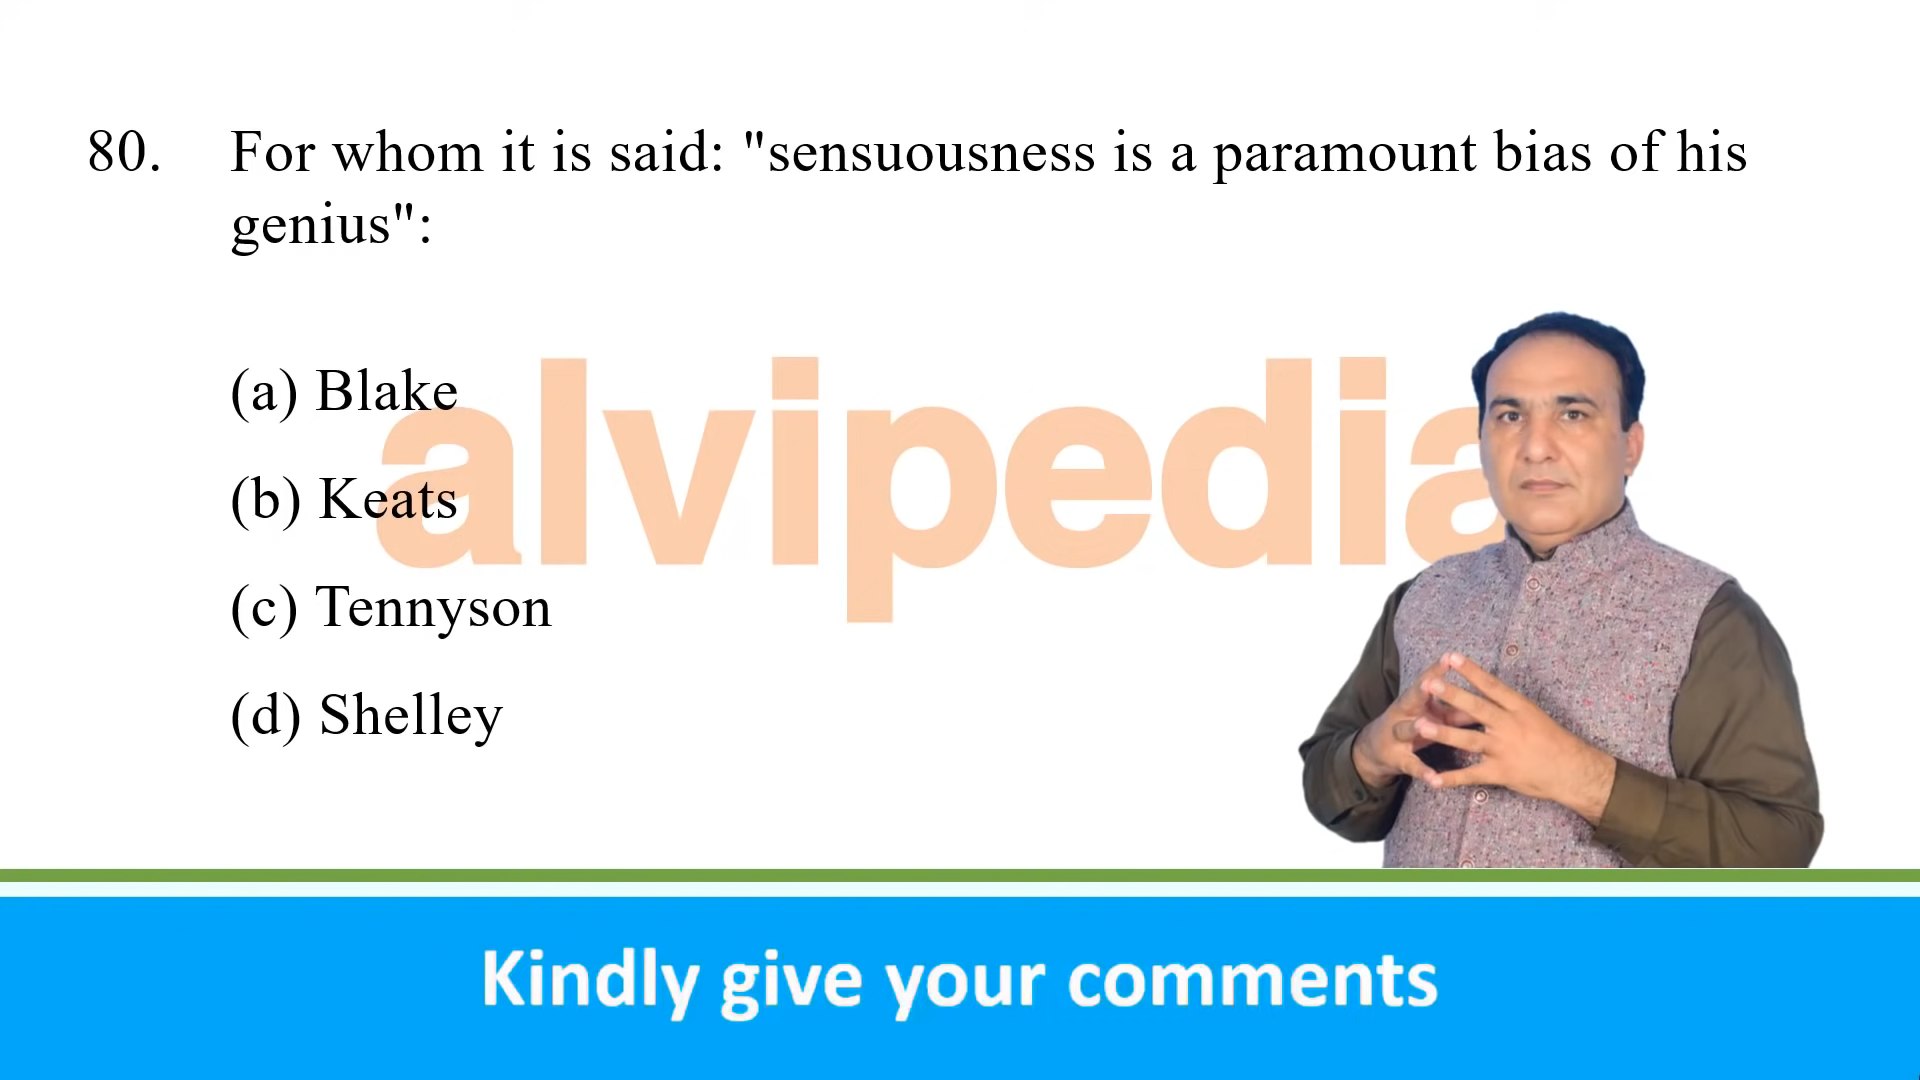 80. For whom it is said: "sensuousness is a paramount bias of his
genius":
(a) Blake
(b) Keats
(c) Tennyson
(d) Shelley
alvipedia
Kindly give your comments